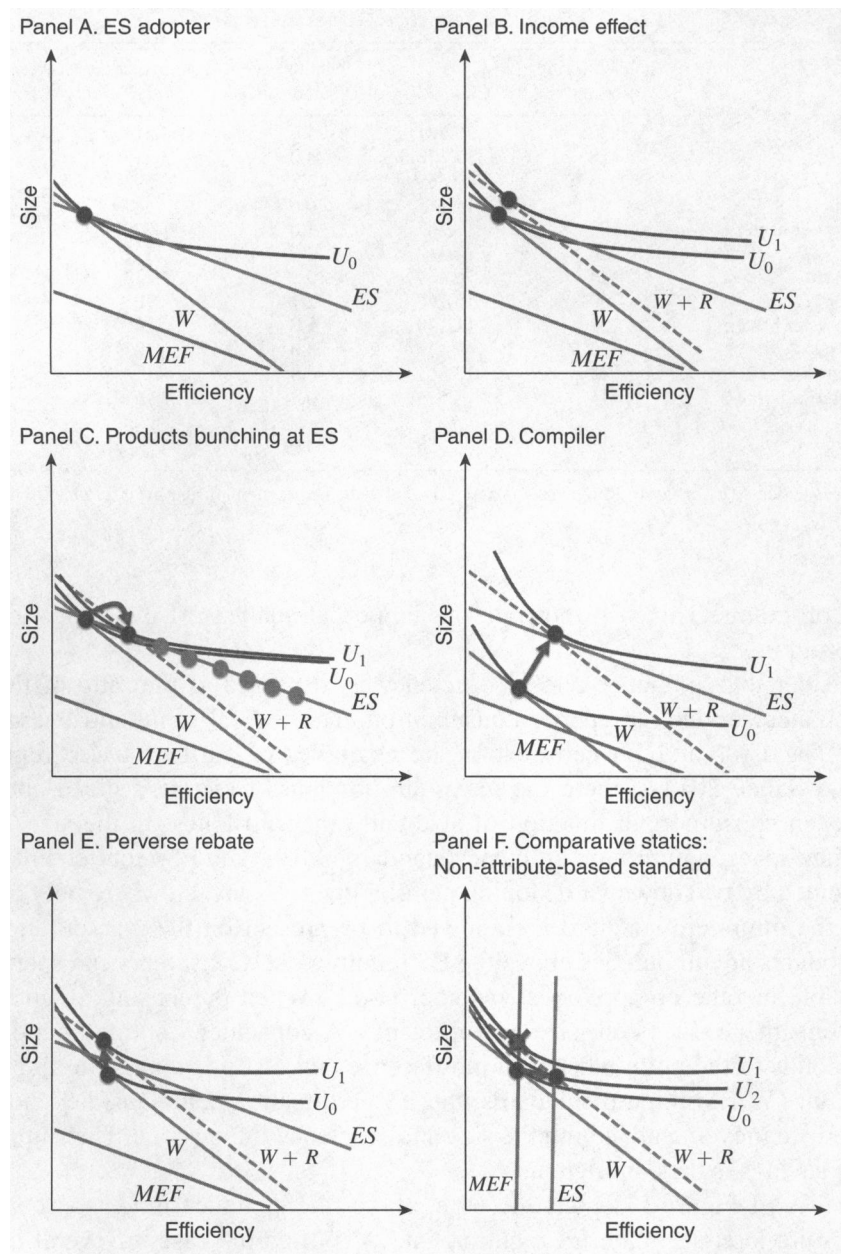 Panel A. ES adopter
Size
U0
ES
W
MEF
Efficiency
Panel B. Income effect
Size
U1
U0
ES
W + R
W
MEF
Efficiency
Panel C. Products bunching at ES
Size
U1
U0
ES
W + R
W
MEF
Efficiency
Panel D. Compiler
Size
U1
ES
W + R
U0
W
MEF
Efficiency
Panel E. Perverse rebate
Size
U1
U0
ES
W
W + R
MEF
Efficiency
Panel F. Comparative statics:
Non-attribute-based standard
Size
U1
U2
U0
W + R
W
MEF
ES
Efficiency